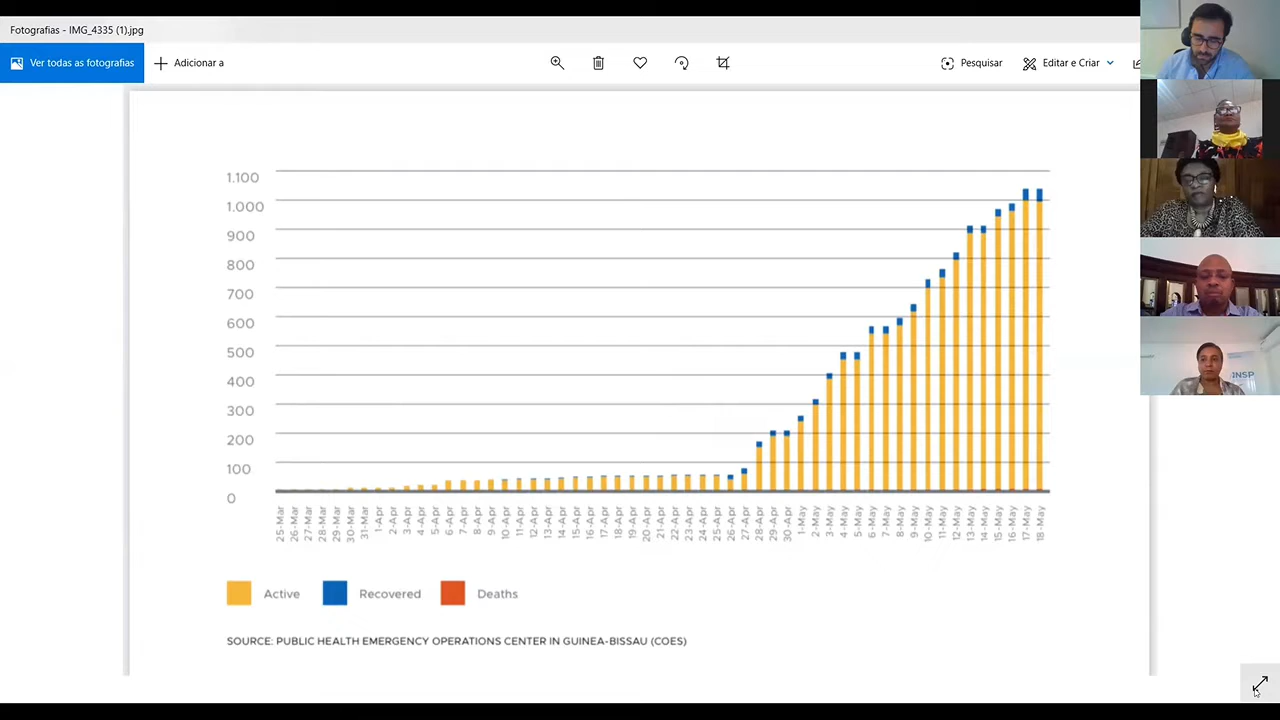 Fotografias - IMG_4335 (1).jpg
Ver todas as fotografias
Adicionar a
Pesquisar
Editar e Criar
1.100
1.000
900
800
700
600
500
400
300
200
100
0
25-Mar
26-Mar
27-Mar
28-Mar
29-Mar
30-Mar
31-Mar
1-Apr
2-Apr
3-Apr
4-Apr
5-Apr
6-Apr
7-Apr
8-Apr
9-Apr
10-Apr
11-Apr
12-Apr
13-Apr
14-Apr
15-Apr
16-Apr
17-Apr
18-Apr
19-Apr
20-Apr
21-Apr
22-Apr
23-Apr
24-Apr
25-Apr
26-Apr
27-Apr
28-Apr
29-Apr
30-Apr
1-May
2-May
3-May
4-May
5-May
6-May
7-May
8-May
9-May
10-May
11-May
12-May
13-May
14-May
15-May
16-May
17-May
18-May
Active
Recovered
Deaths
SOURCE: PUBLIC HEALTH EMERGENCY OPERATIONS CENTER IN GUINEA-BISSAU (COES)
INSP